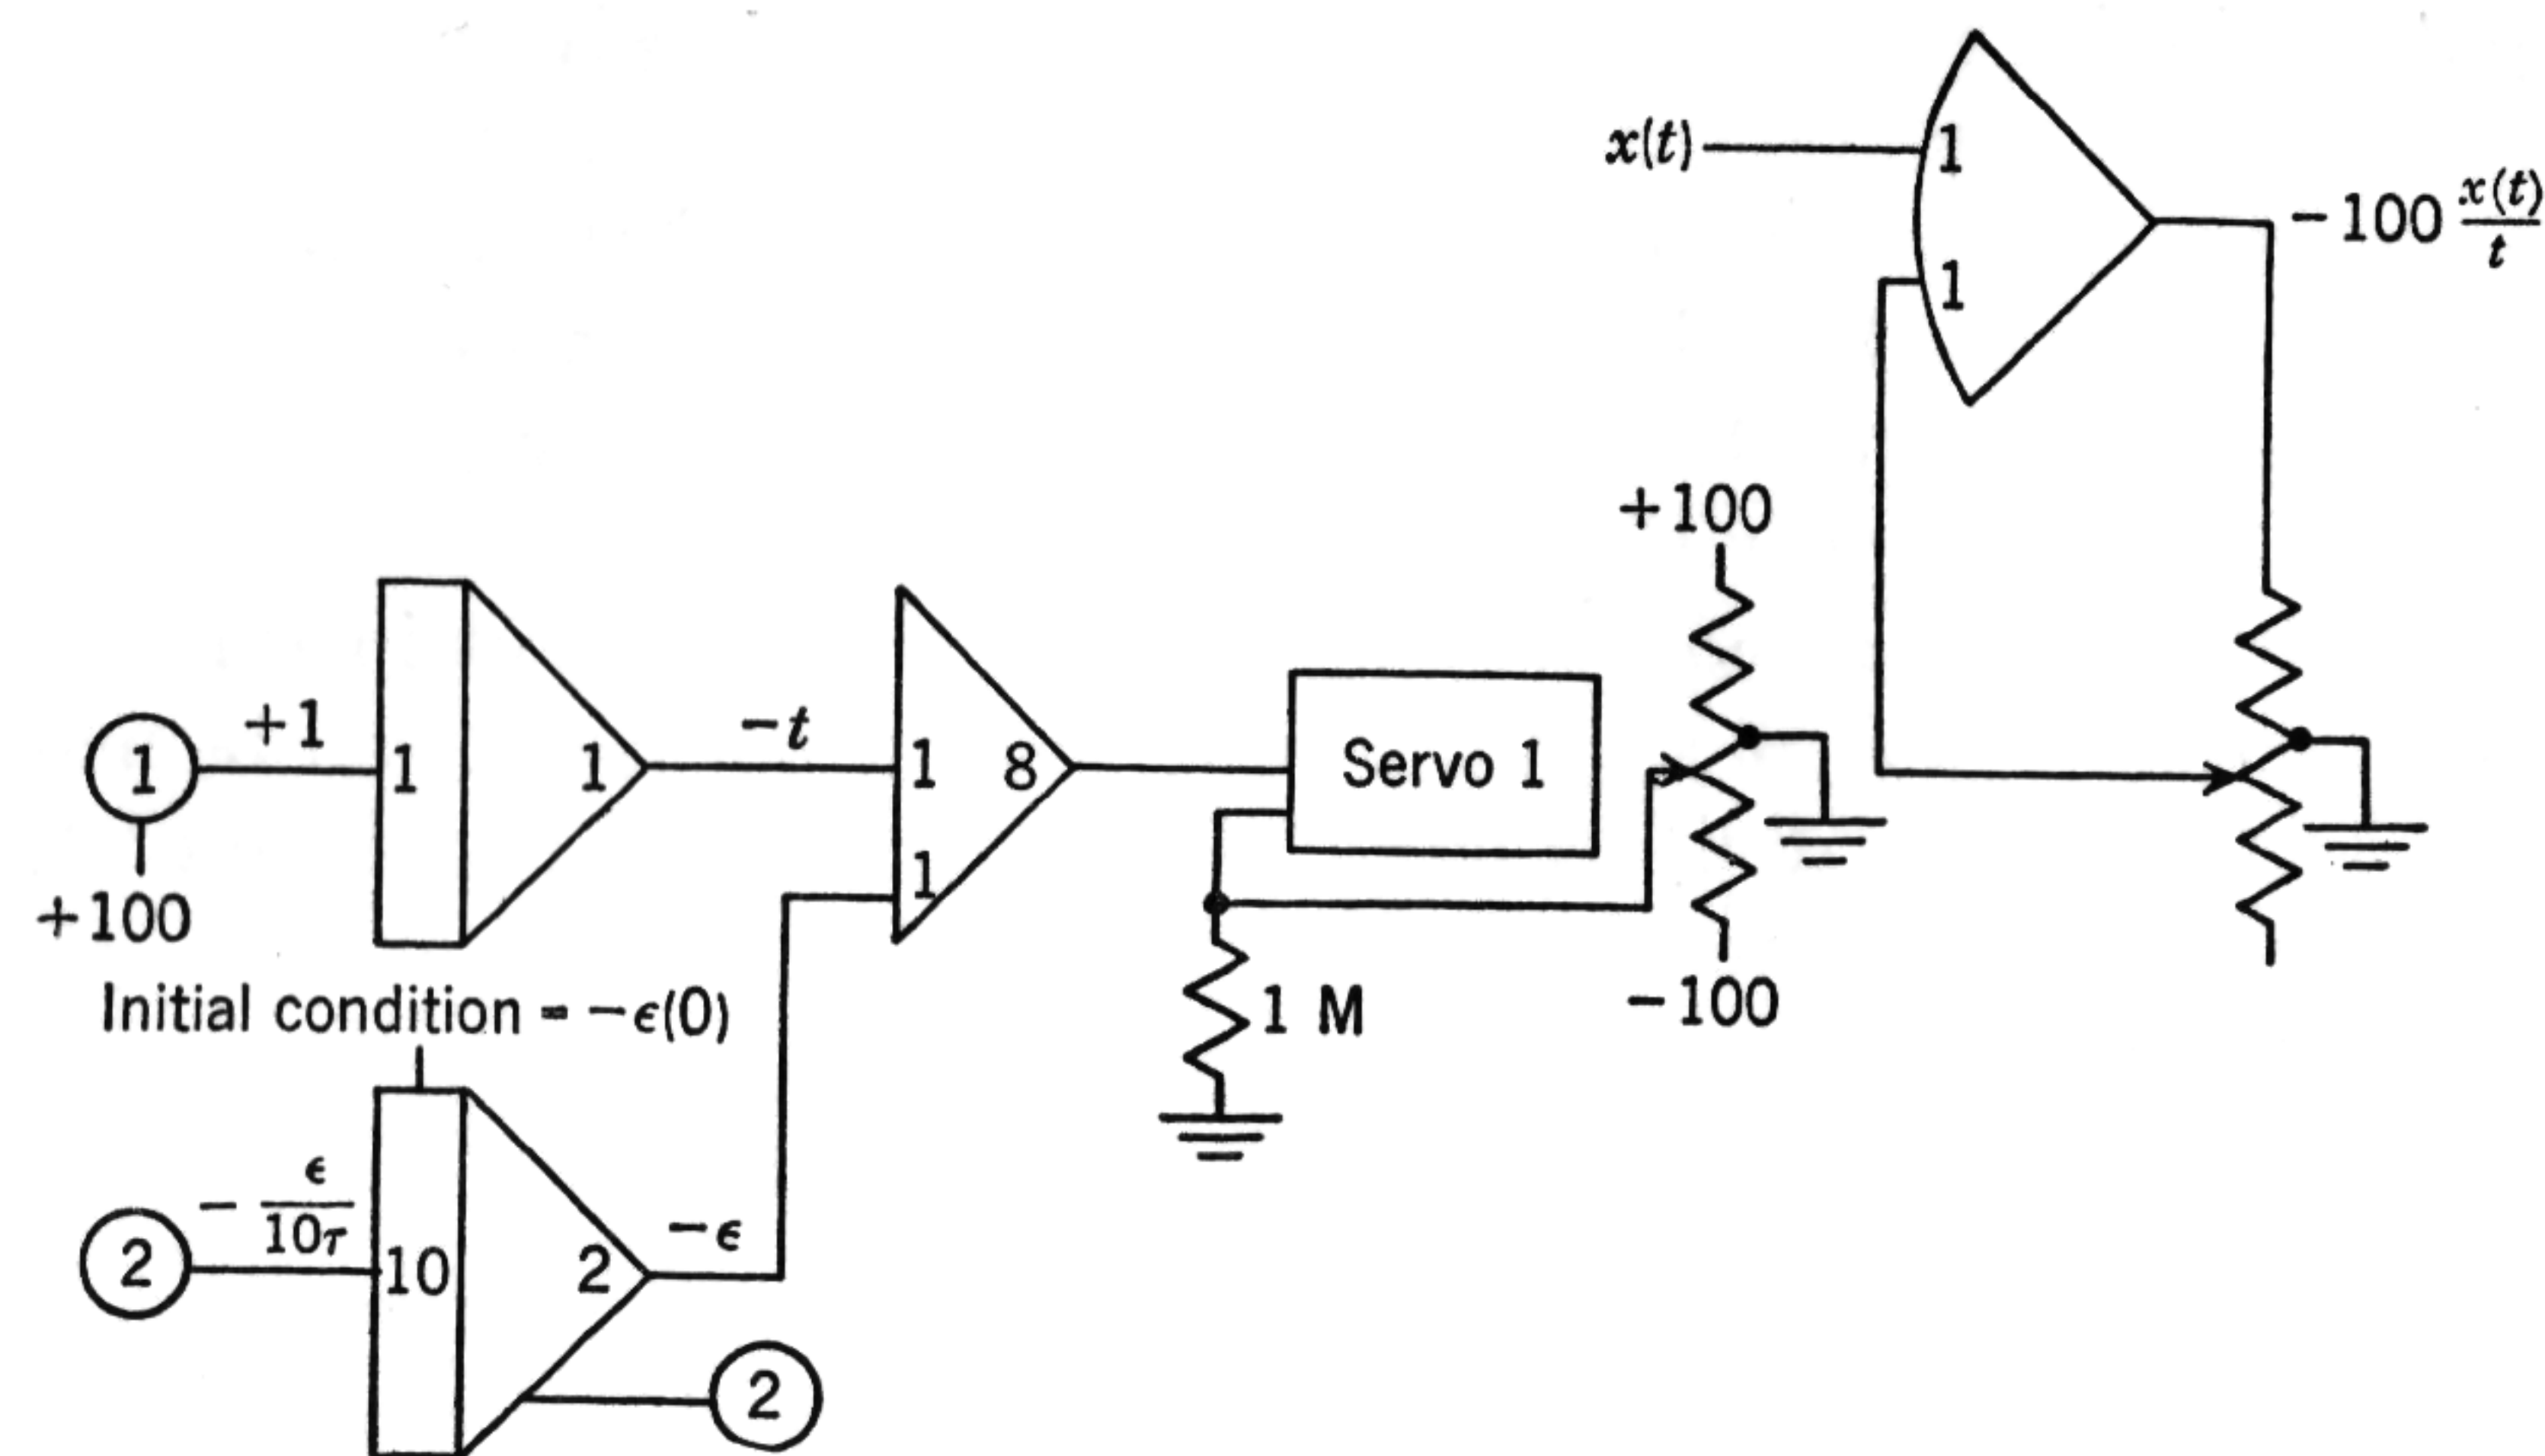 x(t)
1
1
-100 x(t)/t
+100
+1
1
1
1
+100
-t
1
8
1
Servo 1
-100
1 M
Initial condition = -ϵ(0)
- ϵ/10τ
2
10
2
-ϵ
2